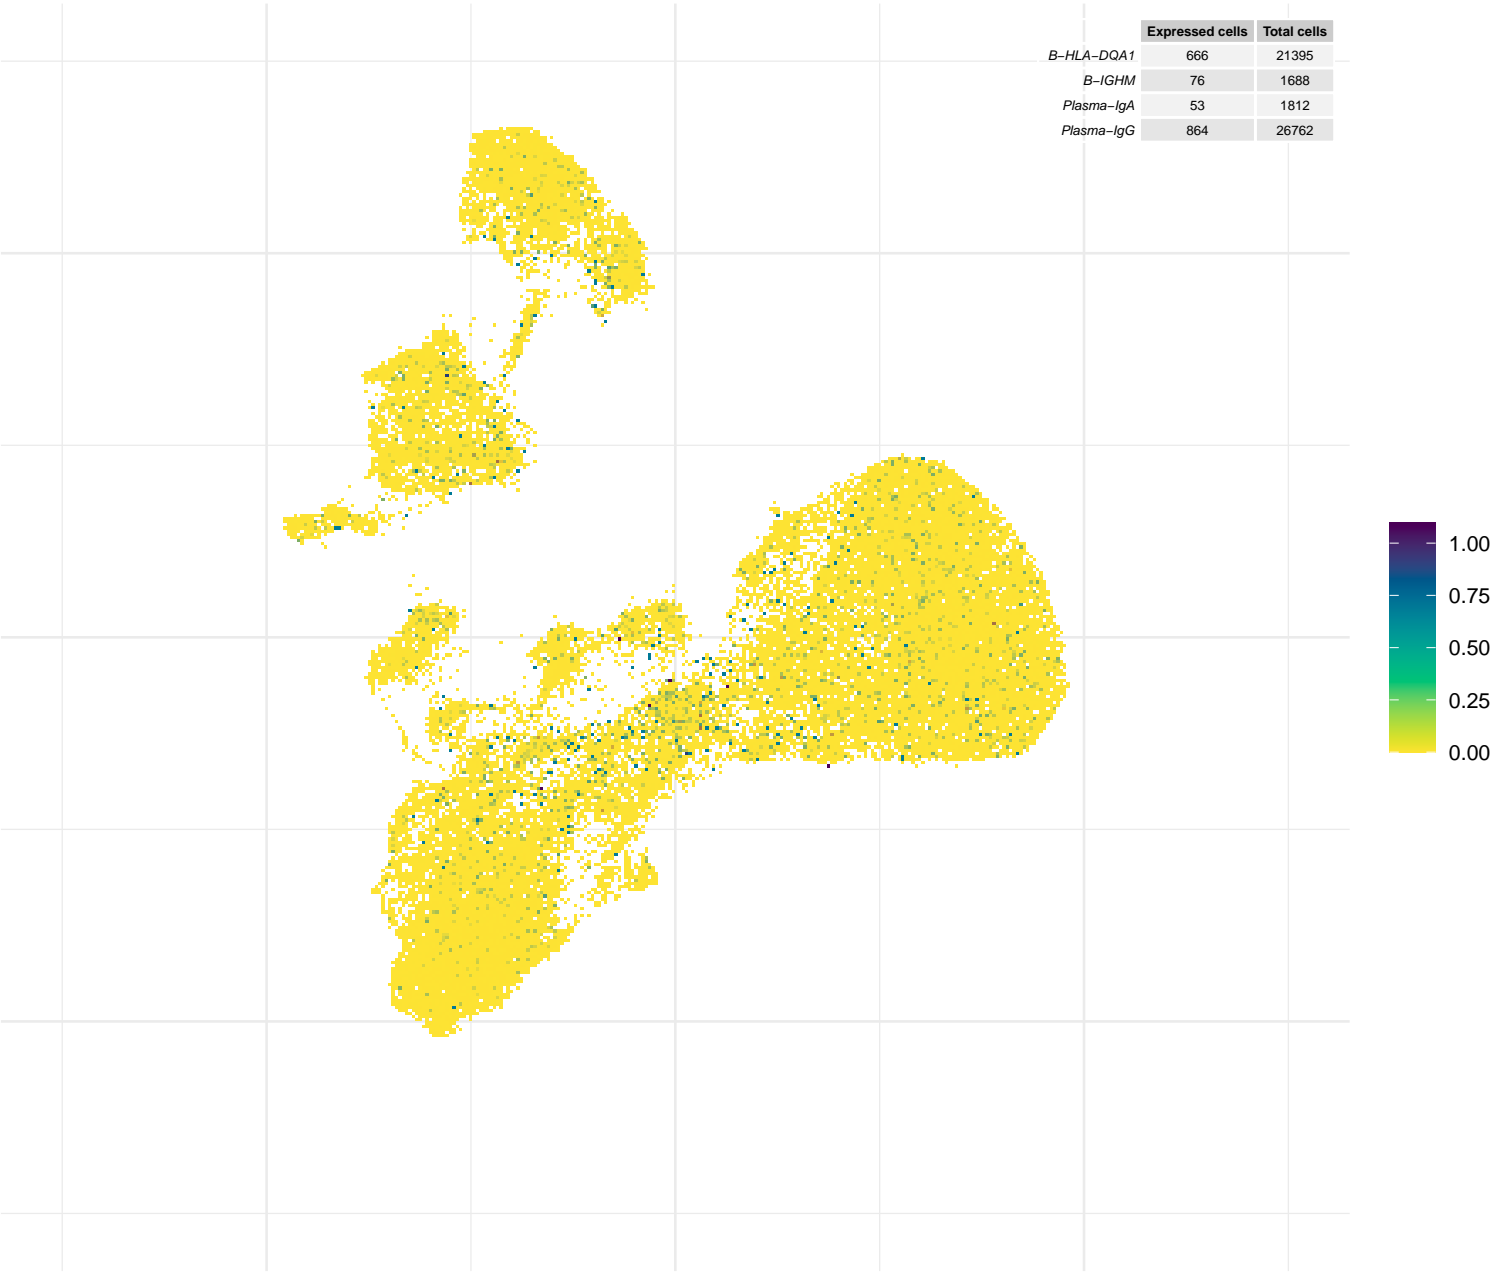 Expressed cells Total cells
B−HLA−DQA1 666 21395
B−IGHM 76 1688
Plasma−IgA 53 1812
Plasma−IgG 864 26762
1.00
0.75
0.50
0.25
0.00